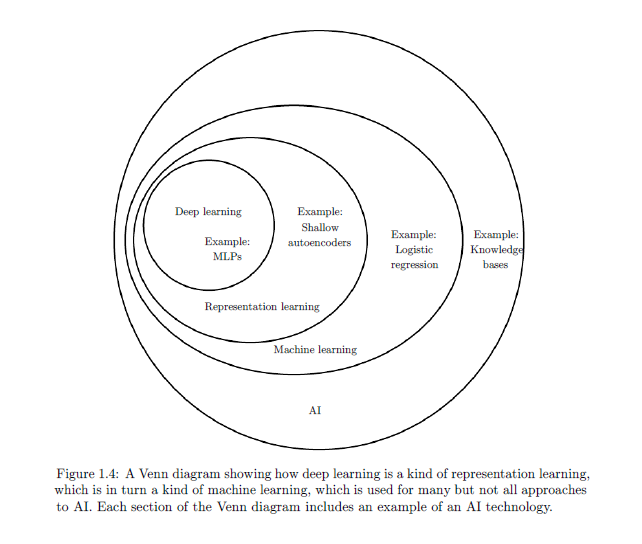 Deep learning
Example:
MLPs
Example:
Shallow
autoencoders
Example:
Logistic
regression
Example:
Knowledge
bases
Representation learning
Machine learning
AI
Figure 1.4: A Venn diagram showing how deep learning is a kind of representation learning,
which is in turn a kind of machine learning, which is used for many but not all approaches
to AI. Each section of the Venn diagram includes an example of an AI technology.